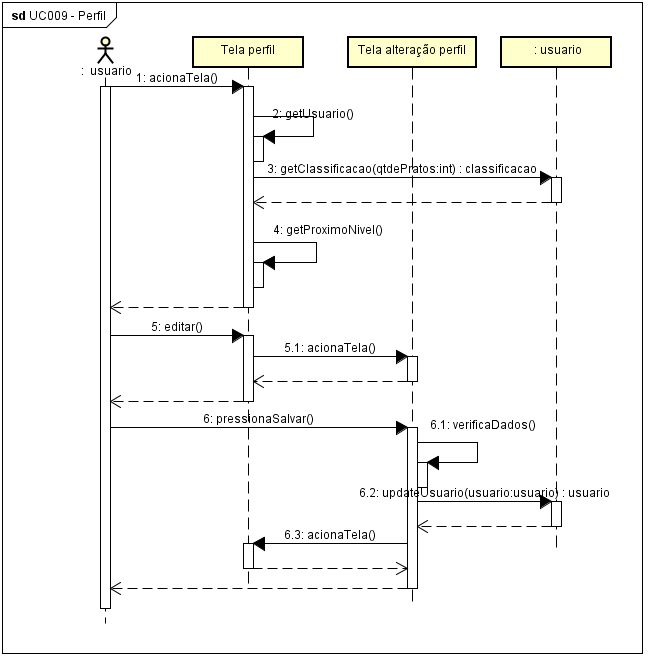 sd UC009 - Perfil
: usuario
Tela perfil
Tela alteração perfil
: usuario
1: acionaTela()
2: getUsuario()
3: getClassificacao(qtdePratos:int) : classificacao
4: getProximoNivel()
5: editar()
5.1: acionaTela()
6: pressionaSalvar()
6.1: verificaDados()
6.2: updateUsuario(usuario:usuario) : usuario
6.3: acionaTela()